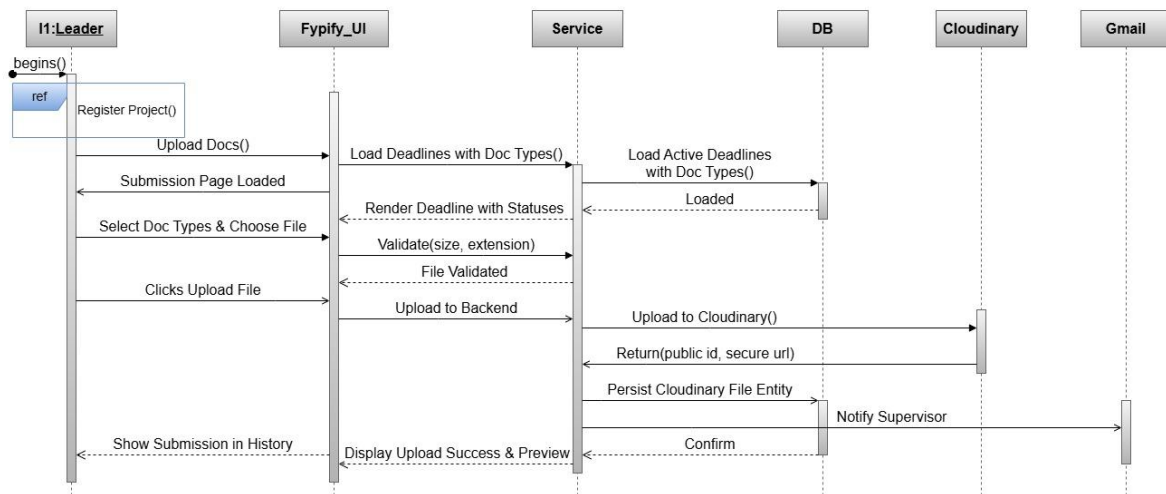 I1:Leader
Fypify_UI
Service
DB
Cloudinary
Gmail
begins()
ref
Register Project()
Upload Docs()
Load Deadlines with Doc Types()
Load Active Deadlines
with Doc Types()
Submission Page Loaded
Loaded
Render Deadline with Statuses
Select Doc Types & Choose File
Validate(size, extension)
File Validated
Clicks Upload File
Upload to Backend
Upload to Cloudinary()
Return(public id, secure url)
Persist Cloudinary File Entity
Notify Supervisor
Show Submission in History
Confirm
Display Upload Success & Preview